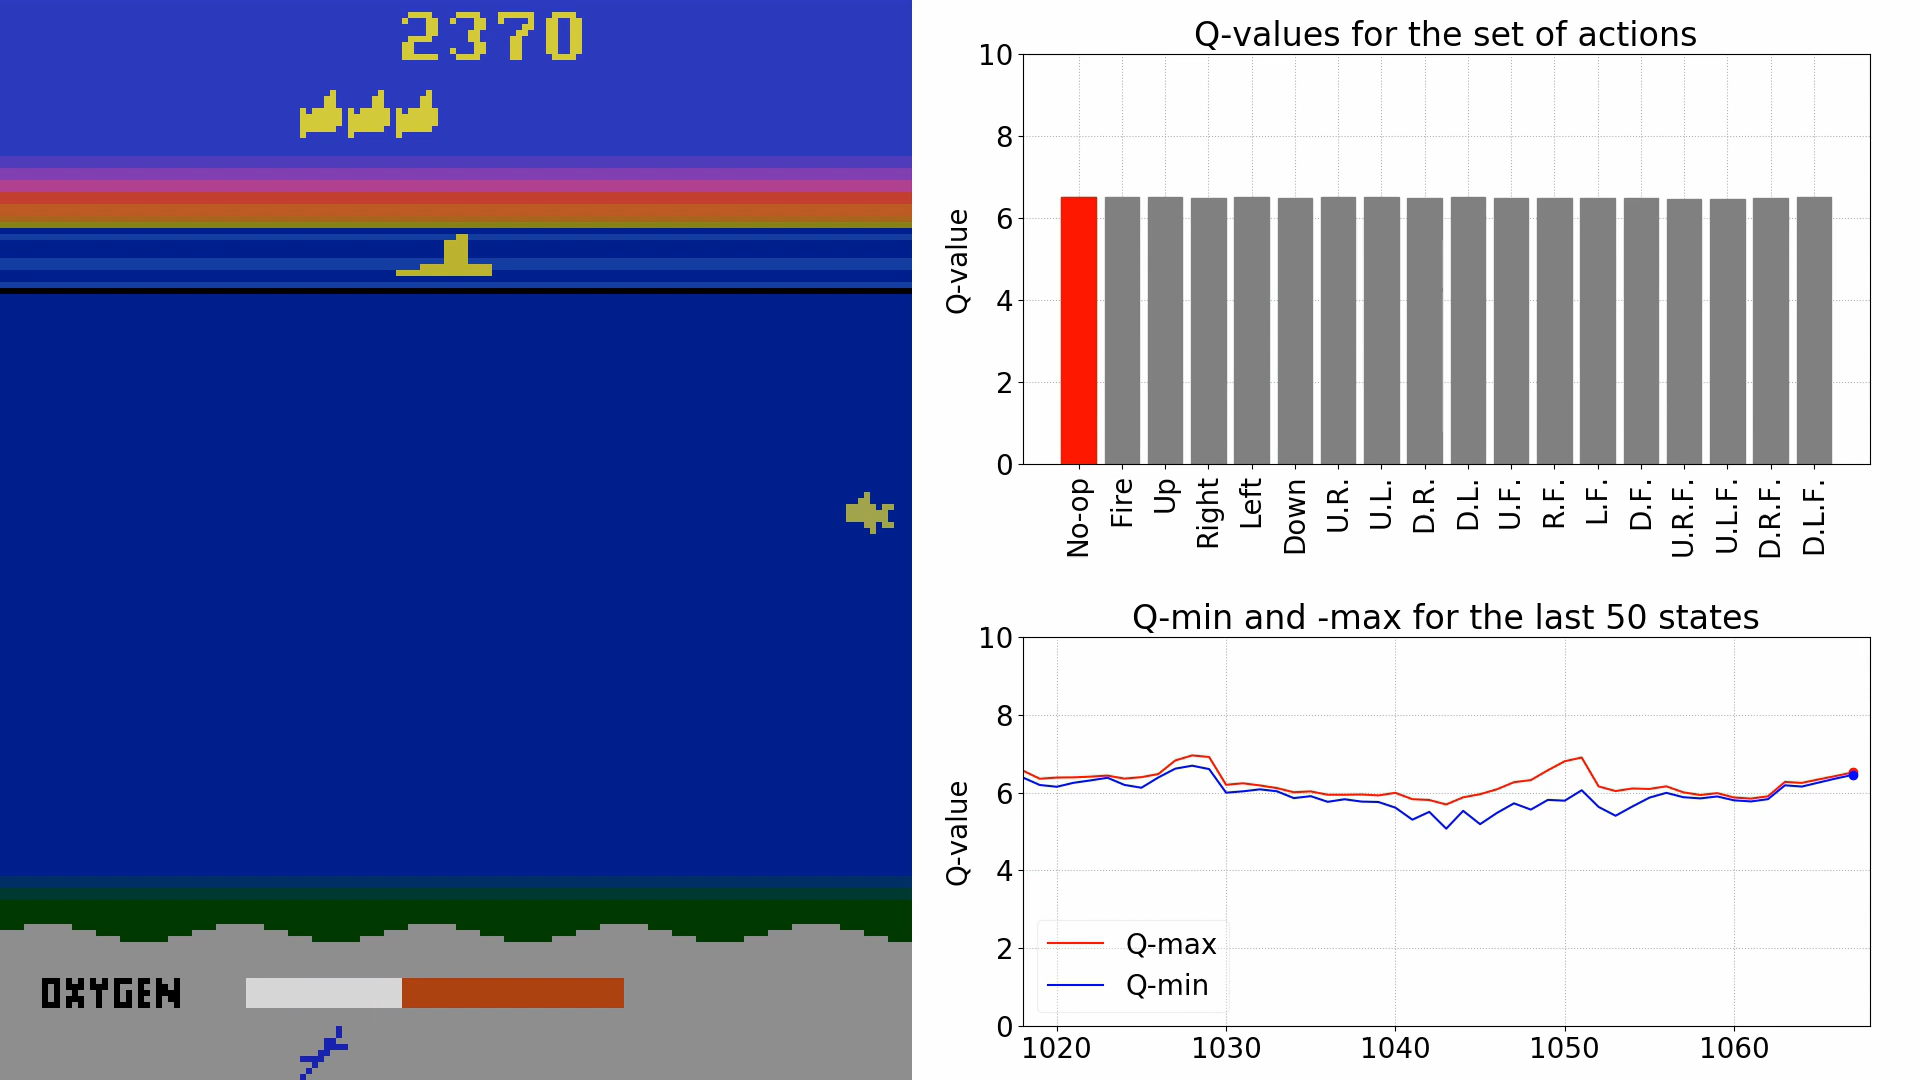 2370
OXYGEN
Q-values for the set of actions
Q-value
10
8
6
4
2
0
No-op Fire Up Right Left Down U.R. U.L. D.R. D.L. U.F. R.F. L.F. D.F. U.R.F. U.L.F. D.R.F. D.L.F.
Q-min and -max for the last 50 states
Q-value
10
8
6
4
2
0
Q-max
Q-min
1020 1030 1040 1050 1060